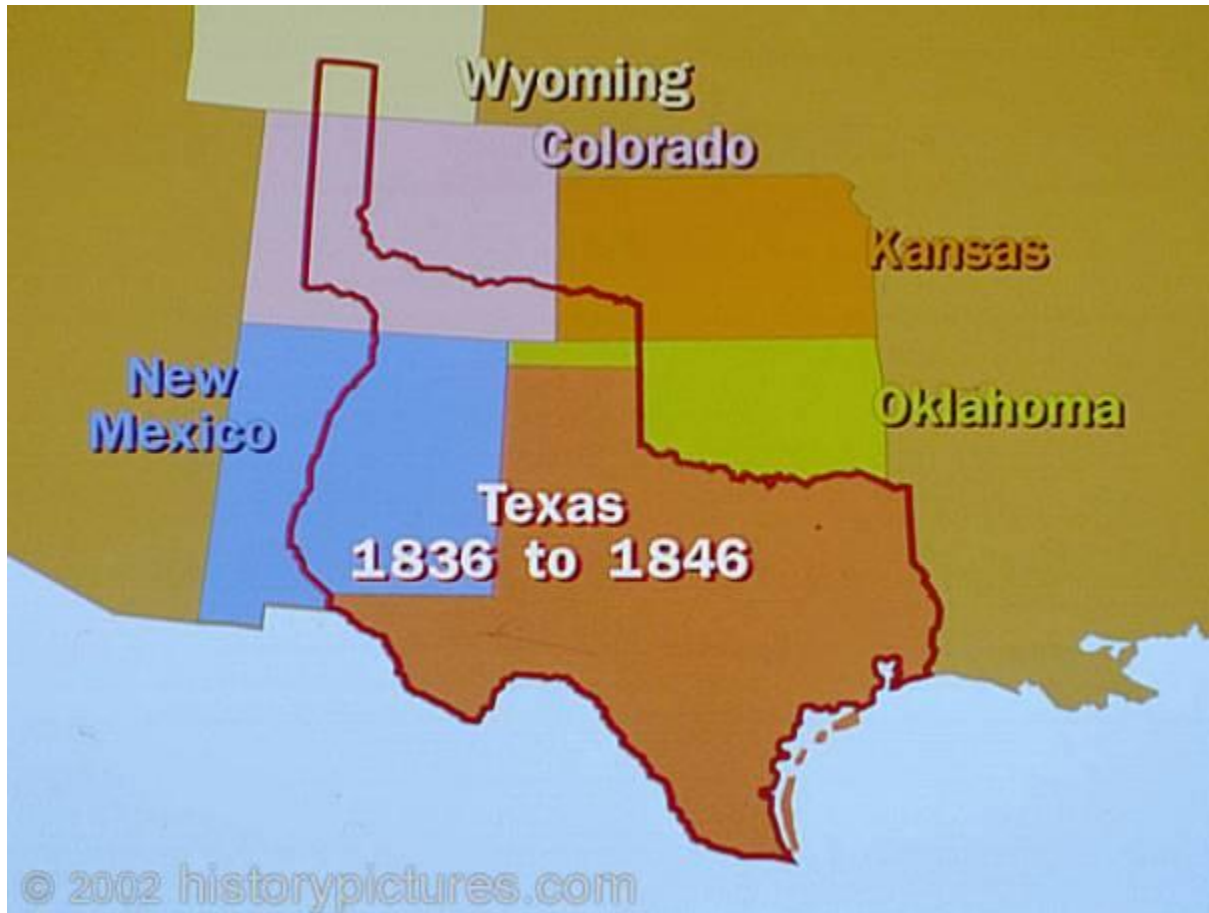 Wyoming
Colorado
Kansas
New
Mexico
Oklahoma
Texas
1836 to 1846
© 2002 historypictures.com